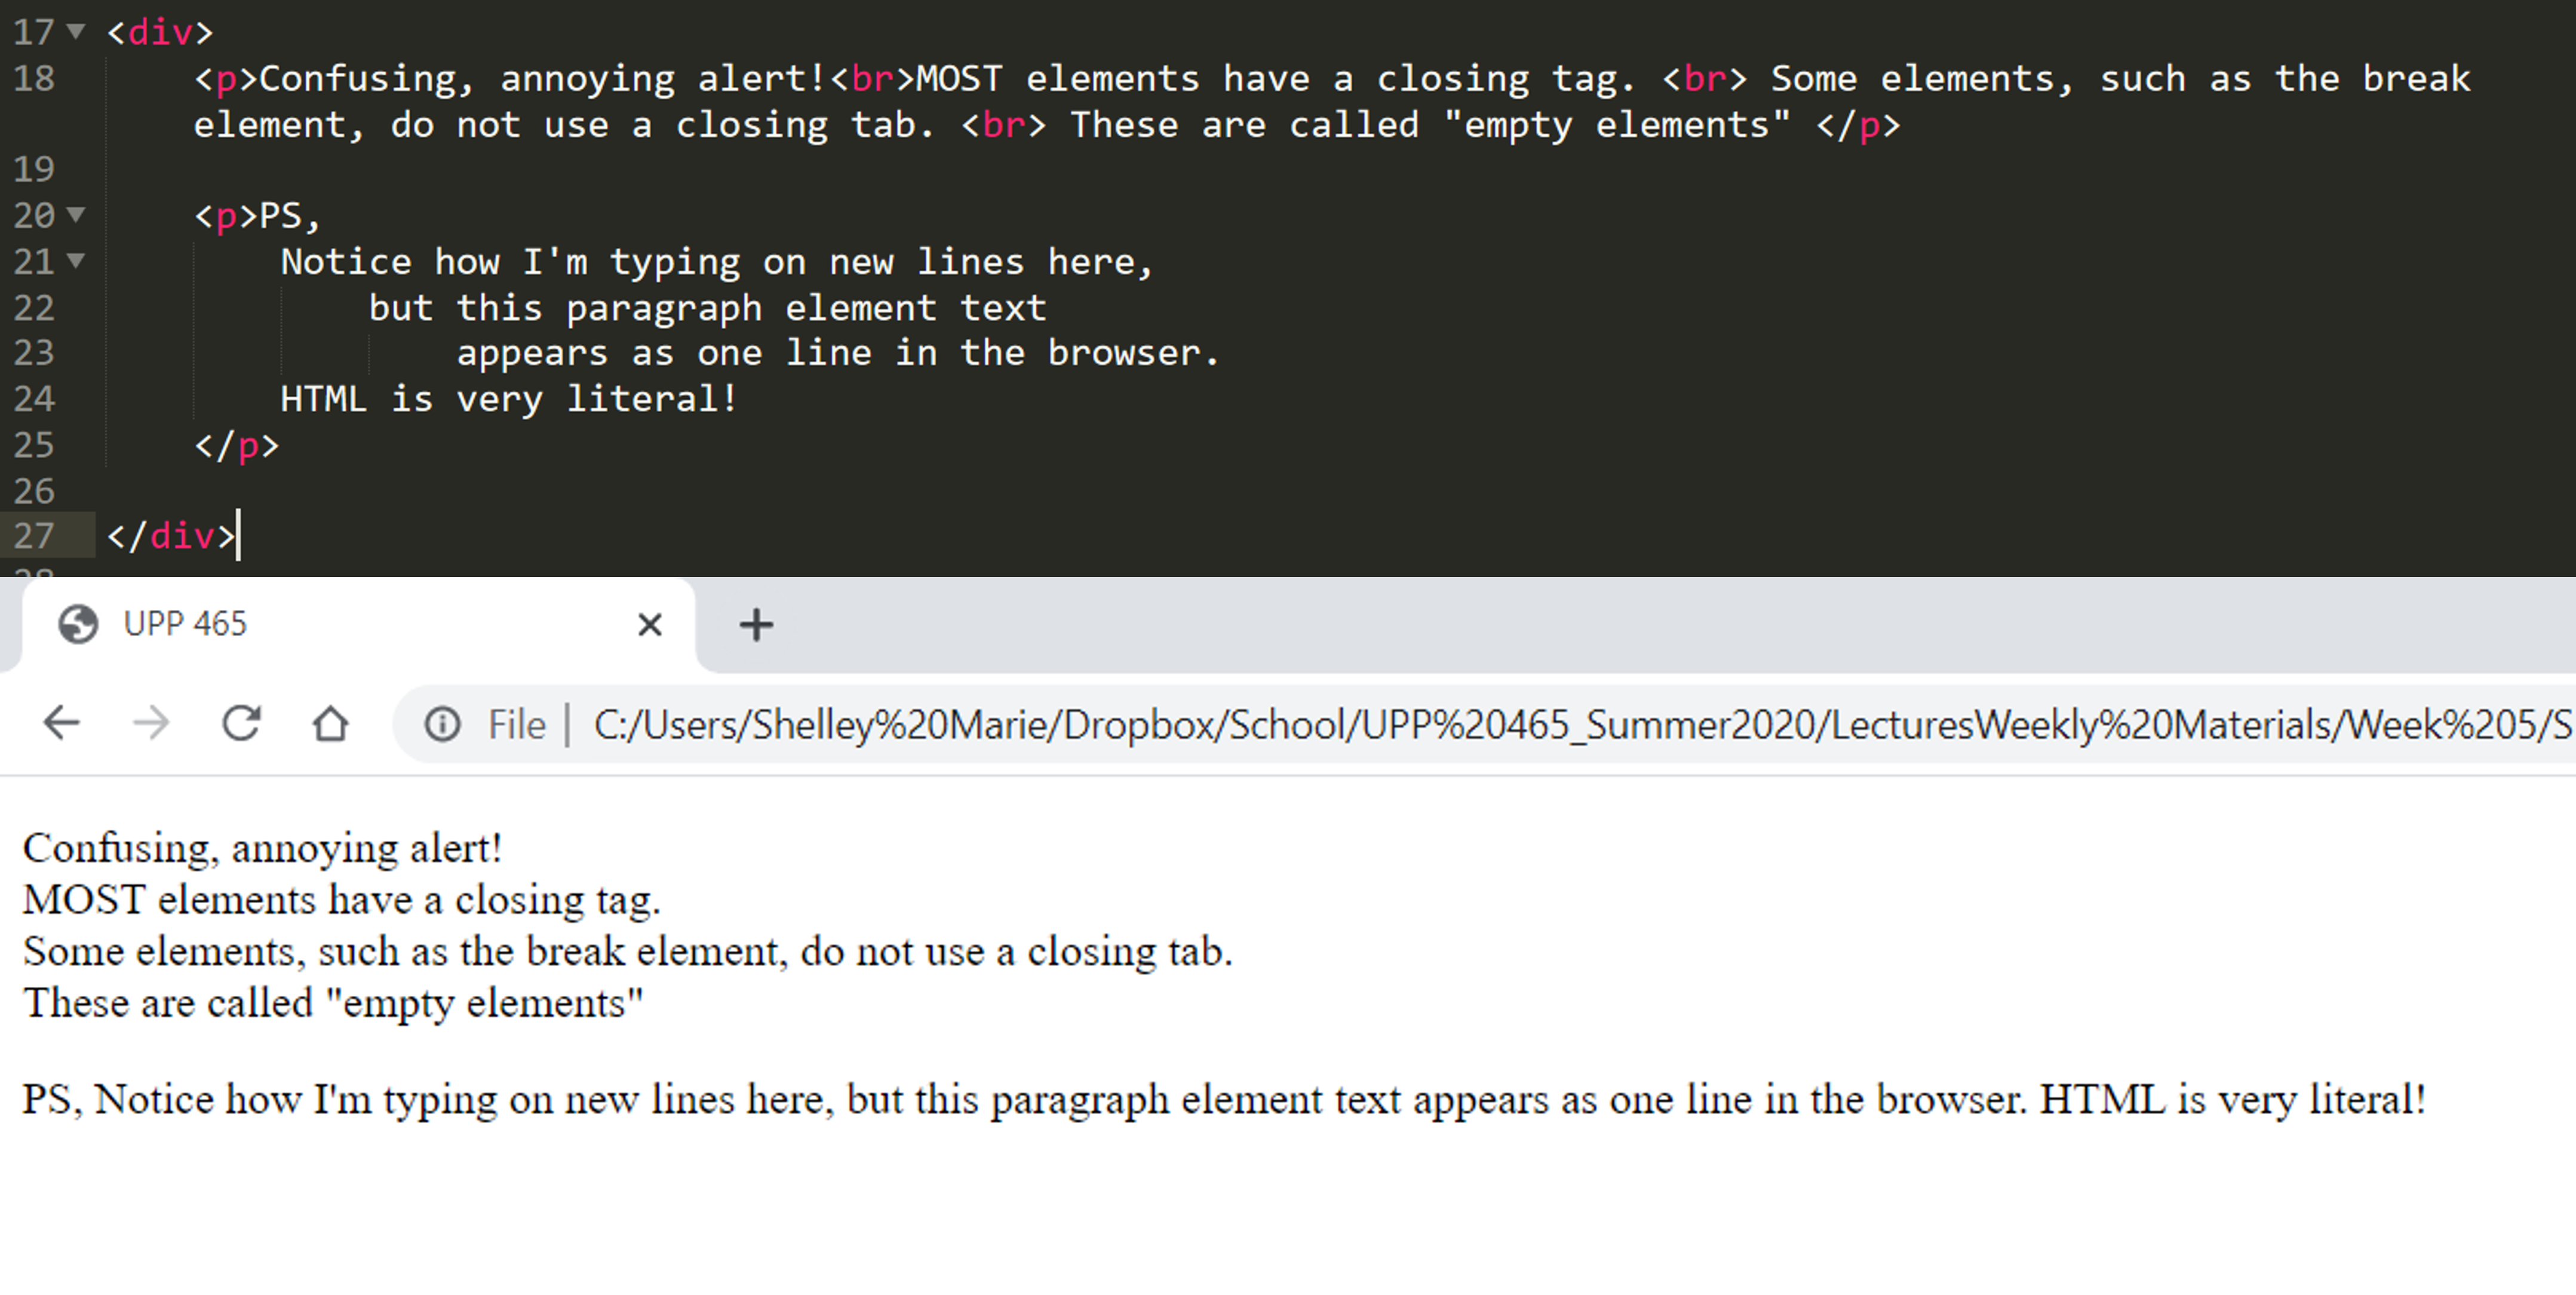 17 <div>
18 <p>Confusing, annoying alert!<br>MOST elements have a closing tag. <br> Some elements, such as the break
element, do not use a closing tab. <br> These are called "empty elements" </p>
19
20 <p>PS,
21 Notice how I'm typing on new lines here,
22 but this paragraph element text
23 appears as one line in the browser.
24 HTML is very literal!
25 </p>
26
27 </div>
28
UPP 465
File | C:/Users/Shelley%20Marie/Dropbox/School/UPP%20465_Summer2020/LecturesWeekly%20Materials/Week%205/S
Confusing, annoying alert!
MOST elements have a closing tag.
Some elements, such as the break element, do not use a closing tab.
These are called "empty elements"
PS, Notice how I'm typing on new lines here, but this paragraph element text appears as one line in the browser. HTML is very literal!